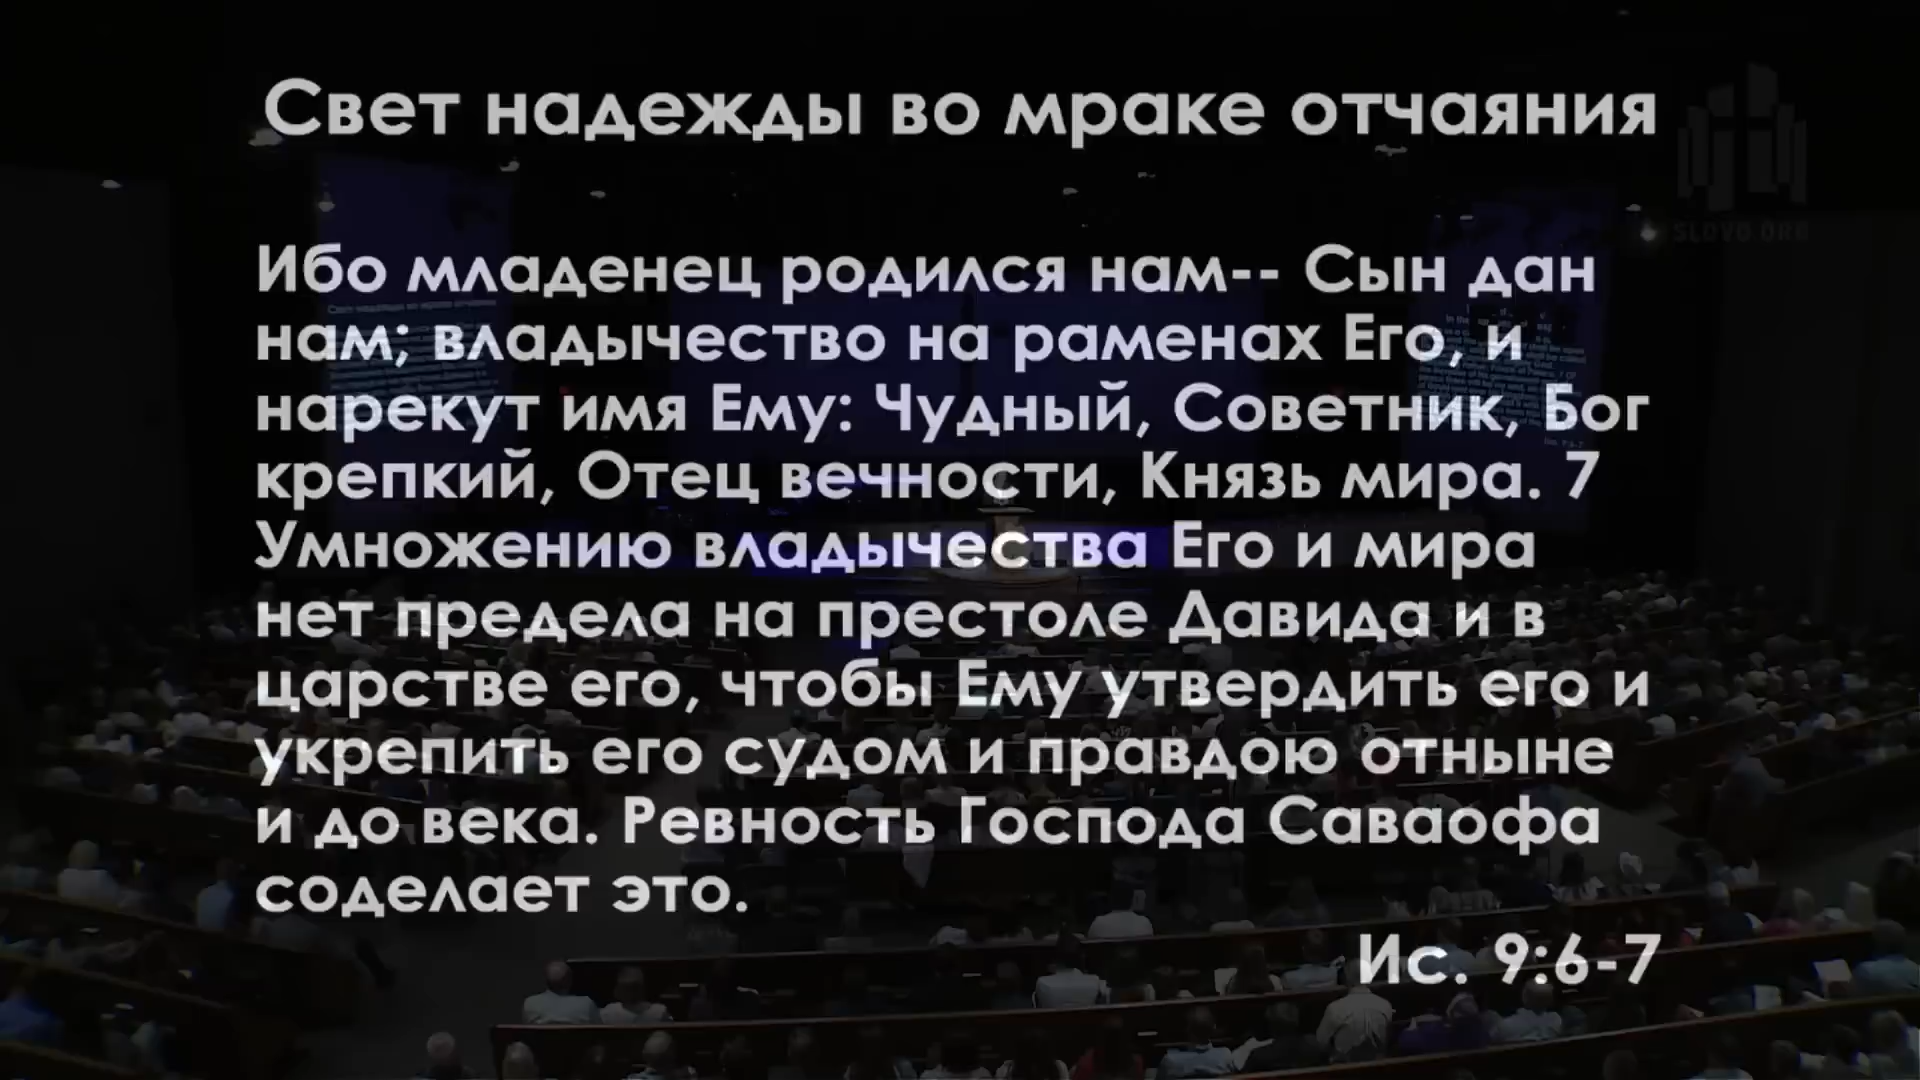 Свет надежды во мраке отчаяния
SLOVO.ORG
Ибо младенец родился нам-- Сын дан
нам; владычество на раменах Его, и
нарекут имя Ему: Чудный, Советник, Бог
крепкий, Отец вечности, Князь мира. 7
Умножению владычества Его и мира
нет предела на престоле Давида и в
царстве его, чтобы Ему утвердить его и
укрепить его судом и правдою отныне
и до века. Ревность Господа Саваофа
соделает это.
Ис. 9:6-7